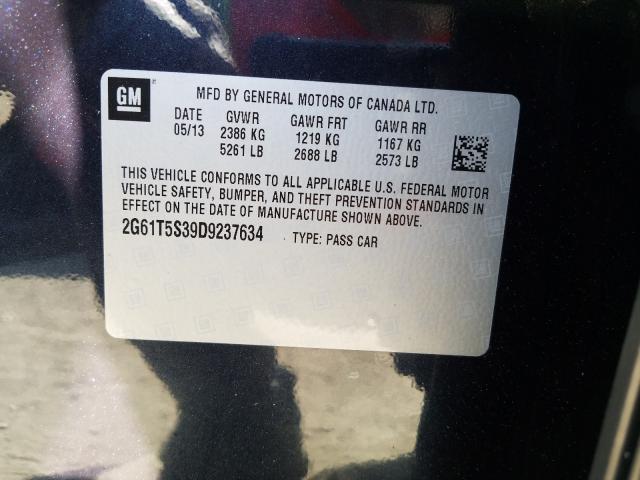 GM
MFD BY GENERAL MOTORS OF CANADA LTD.
DATE GVWR GAWR FRT GAWR RR
05/13 2386 KG 1219 KG 1167 KG
5261 LB 2688 LB 2573 LB
THIS VEHICLE CONFORMS TO ALL APPLICABLE U.S. FEDERAL MOTOR
VEHICLE SAFETY, BUMPER, AND THEFT PREVENTION STANDARDS IN
EFFECT ON THE DATE OF MANUFACTURE SHOWN ABOVE.
2G61T5S39D9237634 TYPE: PASS CAR